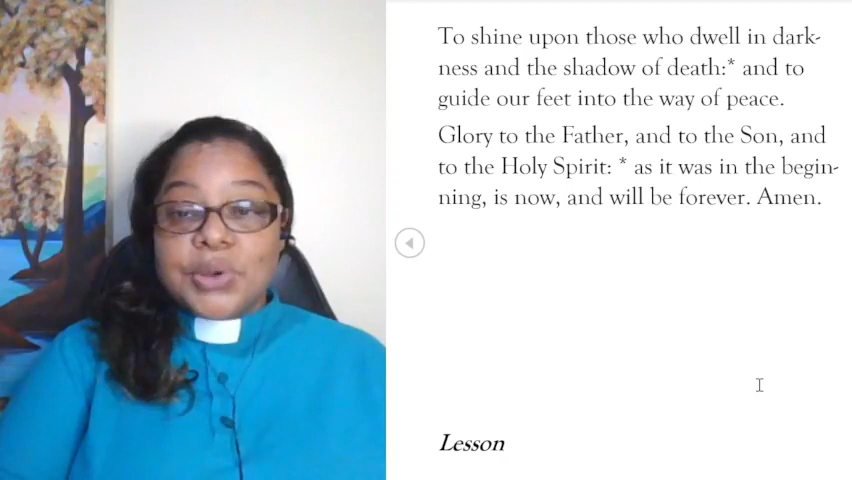 To shine upon those who dwell in dark-
ness and the shadow of death:* and to
guide our feet into the way of peace.
Glory to the Father, and to the Son, and
to the Holy Spirit: * as it was in the begin-
ning, is now, and will be forever. Amen.
Lesson